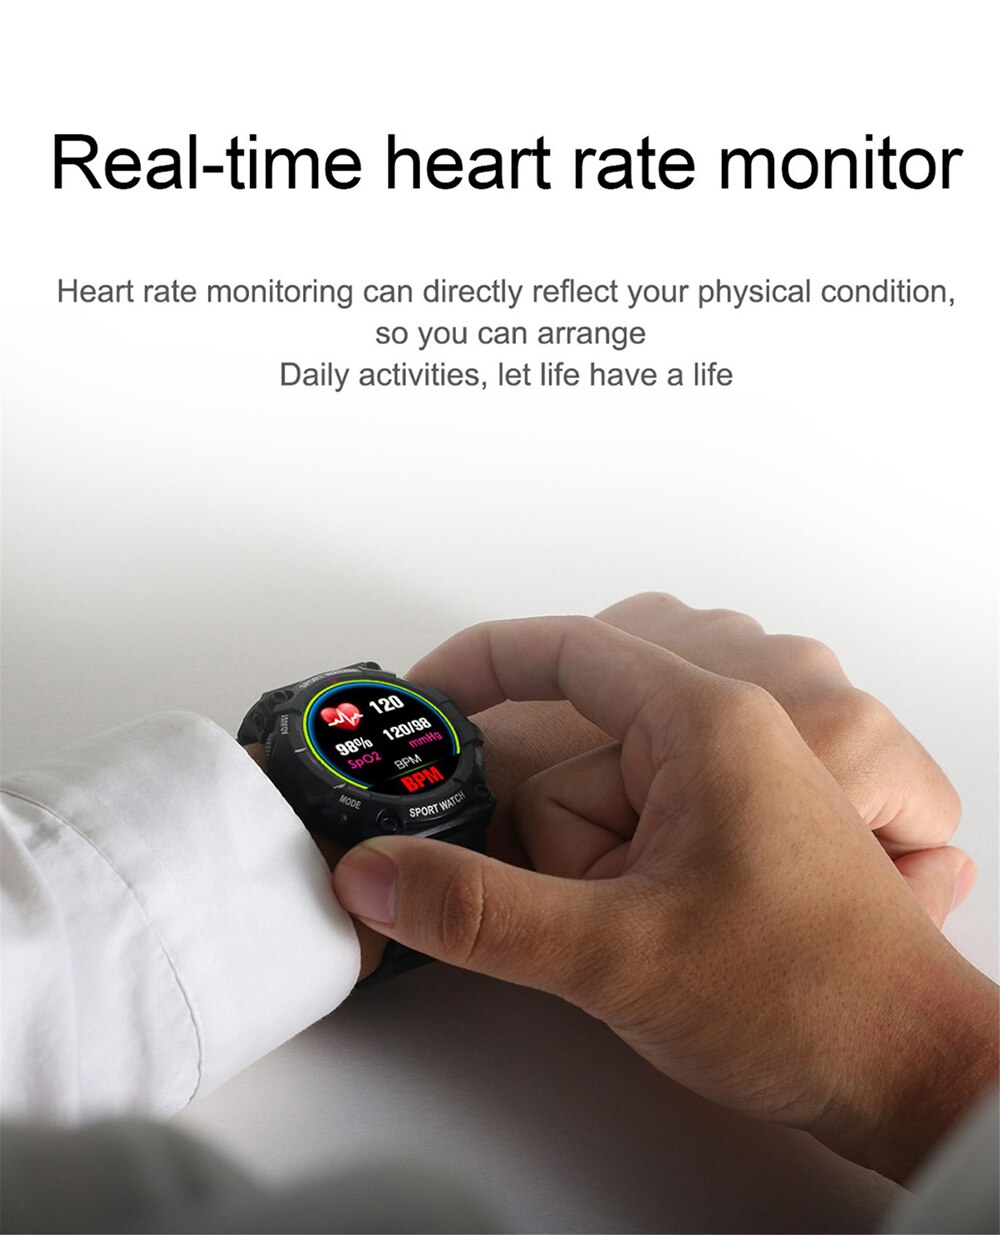 Real-time heart rate monitor
Heart rate monitoring can directly reflect your physical condition,
so you can arrange
Daily activities, let life have a life
ADJUST
120
98% 120/98
SpO2 mmHg
BPM
BPM
MODE
SPORT WATCH